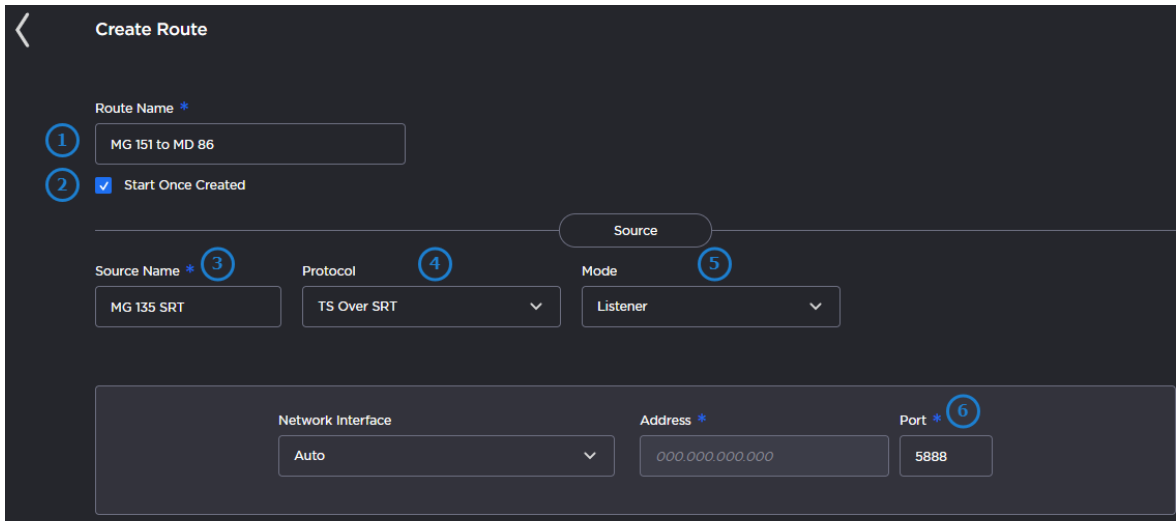 Create Route
Route Name *
1
MG 151 to MD 86
2
Start Once Created
Source
Source Name * 3 Protocol 4 Mode 5
MG 135 SRT TS Over SRT Listener
Network Interface Address * Port * 6
Auto 000.000.000.000 5888